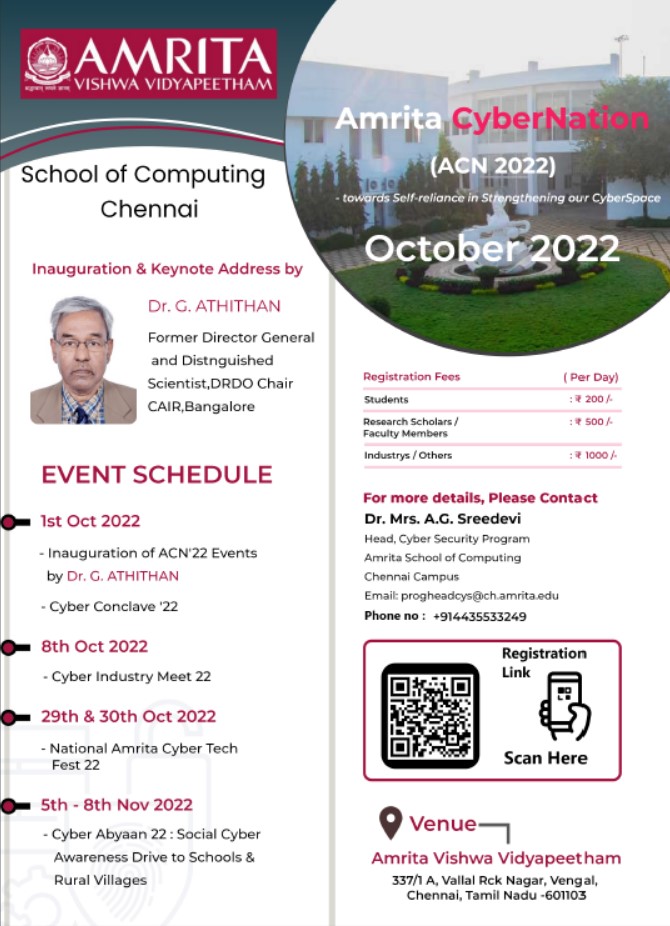 AMRITA
VISHWA VIDYAPEETHAM
School of Computing
Chennai
Amrita CyberNation
(ACN 2022)
- towards Self-reliance in Strengthening our CyberSpace
October 2022
Inauguration & Keynote Address by
Dr. G. ATHITHAN
Former Director General
and Distnguished
Scientist,DRDO Chair
CAIR,Bangalore
EVENT SCHEDULE
1st Oct 2022
- Inauguration of ACN'22 Events
by Dr. G. ATHITHAN
- Cyber Conclave '22
8th Oct 2022
- Cyber Industry Meet 22
29th & 30th Oct 2022
- National Amrita Cyber Tech
Fest 22
5th - 8th Nov 2022
- Cyber Abyaan 22 : Social Cyber
Awareness Drive to Schools &
Rural Villages
Registration Fees ( Per Day)
Students : ₹ 200 /-
Research Scholars /
Faculty Members : ₹ 500 /-
Industrys / Others : ₹ 1000 /-
For more details, Please Contact
Dr. Mrs. A.G. Sreedevi
Head, Cyber Security Program
Amrita School of Computing
Chennai Campus
Email: progheadcys@ch.amrita.edu
Phone no : +914435533249
Registration
Link
Scan Here
Venue
Amrita Vishwa Vidyapeetham
337/1 A, Vallal Rck Nagar, Vengal,
Chennai, Tamil Nadu -601103